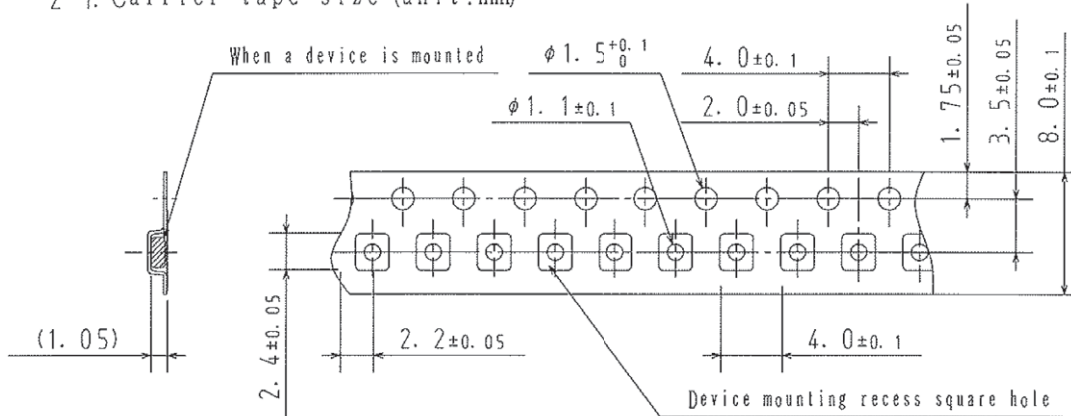 Carrier tape size (unit:mm)
When a device is mounted
φ1. 5+0.1 0
4. 0±0. 1
φ1. 1±0. 1
2. 0±0. 05
1. 75±0. 05
3. 5±0. 05
8. 0±0. 1
(1. 05)
2. 4±0. 05
2. 2±0. 05
4. 0±0. 1
Device mounting recess square hole